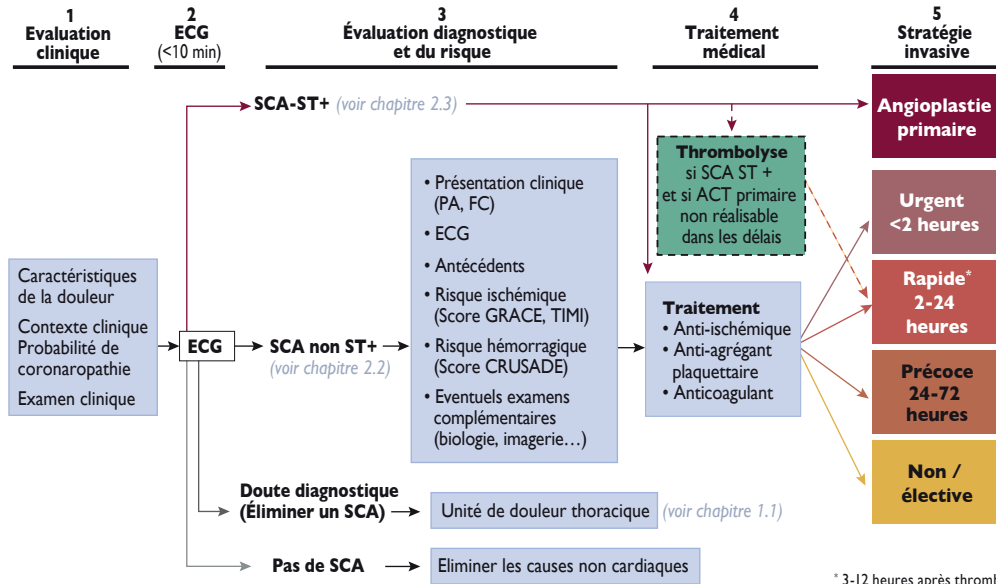 1
Evaluation
clinique
2
ECG
(<10 min)
3
Évaluation diagnostique
et du risque
4
Traitement
médical
5
Stratégie
invasive
SCA-ST+ (voir chapitre 2.3)
Angioplastie
primaire
Thrombolyse
si SCA ST +
et si ACT primaire
non réalisable
dans les délais
• Présentation clinique
(PA, FC)
• ECG
• Antécédents
• Risque ischémique
(Score GRACE, TIMI)
• Risque hémorragique
(Score CRUSADE)
• Eventuels examens
complémentaires
(biologie, imagerie…)
Urgent
<2 heures
Caractéristiques
de la douleur
Contexte clinique
Probabilité de
coronaropathie
Examen clinique
ECG
SCA non ST+
(voir chapitre 2.2)
Traitement
• Anti-ischémique
• Anti-agrégant
plaquettaire
• Anticoagulant
Rapide*
2-24
heures
Précoce
24-72
heures
Non /
élective
Doute diagnostique
(Éliminer un SCA)
Unité de douleur thoracique (voir chapitre 1.1)
Pas de SCA
Eliminer les causes non cardiaques
* 3-12 heures après